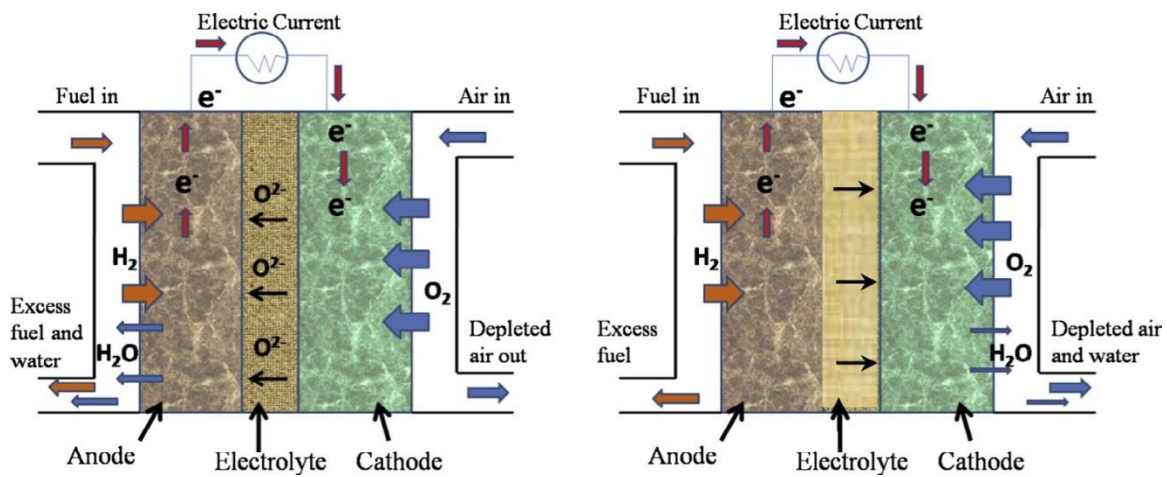 Electric Current
Fuel in
e⁻
Air in
e⁻
e⁻
O²⁻
e⁻
H₂
O²⁻
O₂
Excess
fuel and
water
H₂O
O²⁻
Depleted
air out
Anode
Electrolyte
Cathode
Electric Current
Fuel in
e⁻
Air in
e⁻
e⁻
e⁻
H₂
O₂
Excess
fuel
H₂O
Depleted air
and water
Anode
Electrolyte
Cathode